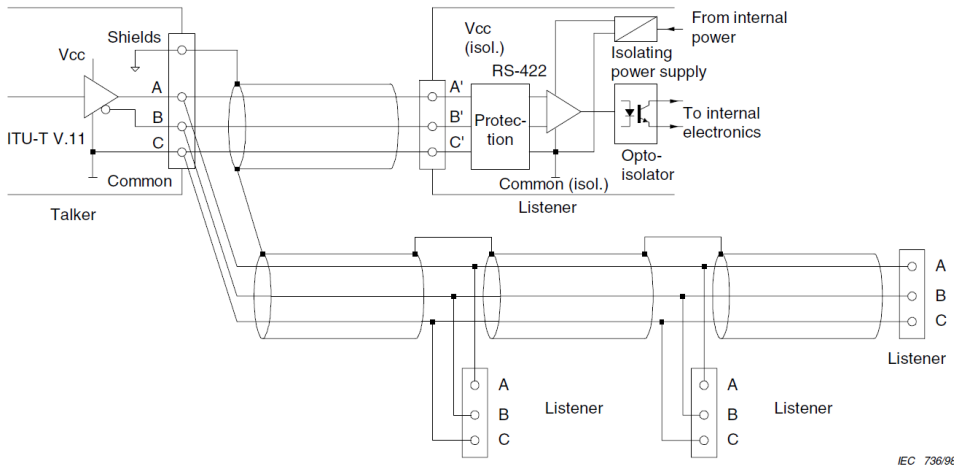 Shields
Vcc
A
B
ITU-T V.11
C
Common
Talker
Vcc
(isol.)
RS-422
A'
B'
C'
Protec-
tion
Common (isol.)
Listener
From internal
power
Isolating
power supply
To internal
electronics
Opto-
isolator
A
B
C
Listener
A
B
C
Listener
A
B
C
Listener
IEC 736/98